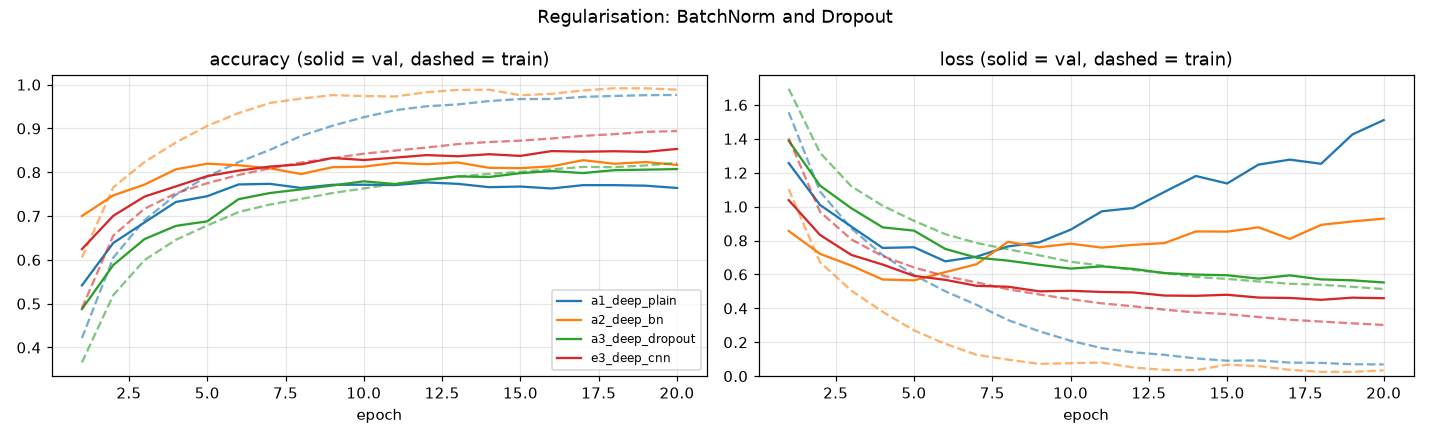 Regularisation: BatchNorm and Dropout
accuracy (solid = val, dashed = train)
1.0
0.9
0.8
0.7
0.6
0.5
0.4
a1_deep_plain
a2_deep_bn
a3_deep_dropout
e3_deep_cnn
2.5 5.0 7.5 10.0 12.5 15.0 17.5 20.0
epoch
loss (solid = val, dashed = train)
1.6
1.4
1.2
1.0
0.8
0.6
0.4
0.2
0.0
2.5 5.0 7.5 10.0 12.5 15.0 17.5 20.0
epoch